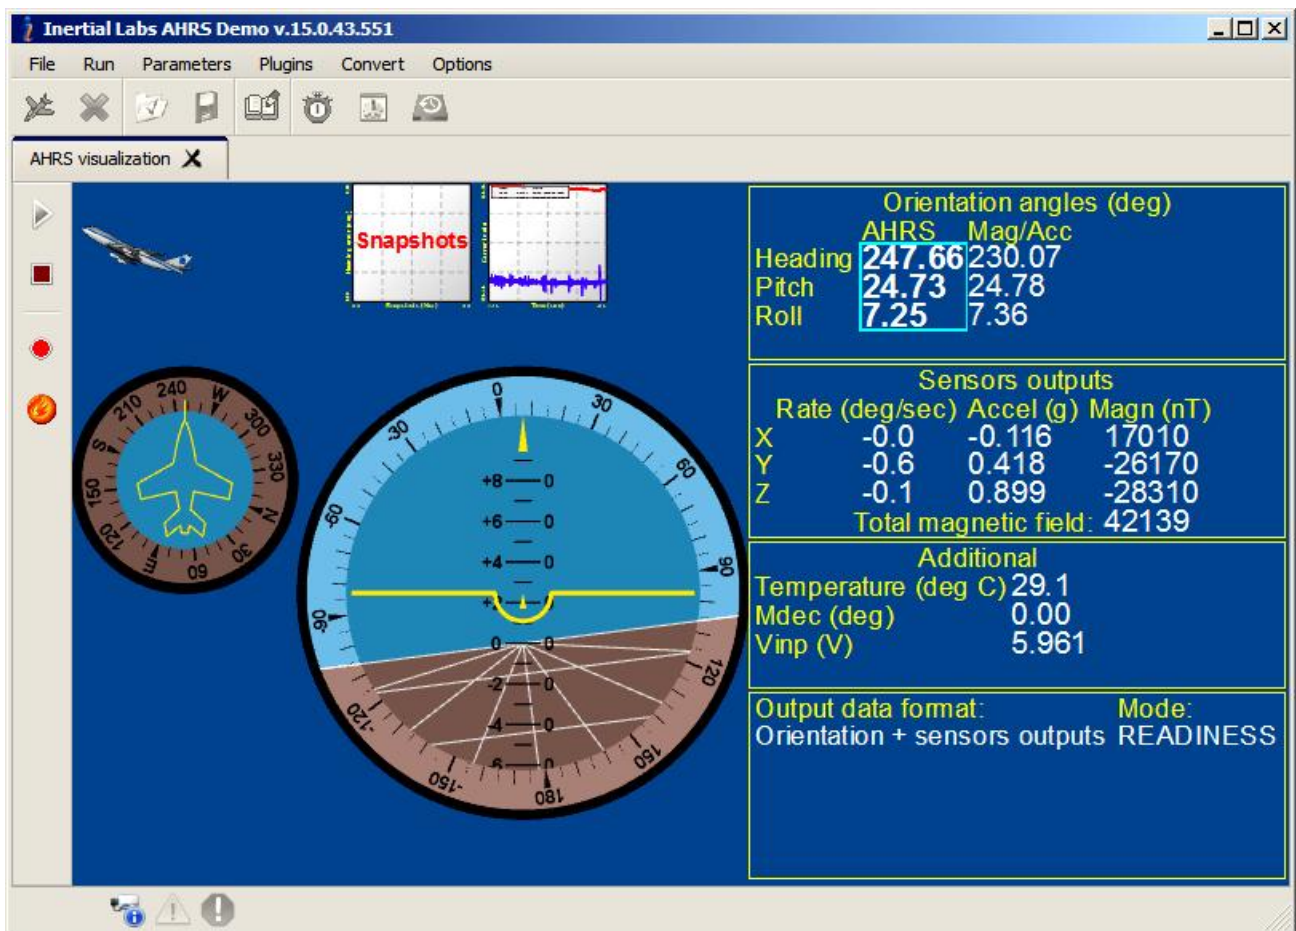 Inertial Labs AHRS Demo v.15.0.43.551
File Run Parameters Plugins Convert Options
AHRS visualization
Snapshots
Orientation angles (deg)
AHRS Mag/Acc
Heading 247.66 230.07
Pitch 24.73 24.78
Roll 7.25 7.36
Sensors outputs
Rate (deg/sec) Accel (g) Magn (nT)
X -0.0 -0.116 17010
Y -0.6 0.418 -26170
Z -0.1 0.899 -28310
Total magnetic field: 42139
Additional
Temperature (deg C) 29.1
Mdec (deg) 0.00
Vinp (V) 5.961
Output data format: Mode:
Orientation + sensors outputs READINESS
240 W 300 330 N 30 60 E 120 150 S 210
0 30 60 90 120 150 180 -150 -120 -90 -60 -30
+8 0
+6 0
+4 0
+2 0
0 0
-2 0
-4 0
-6 0